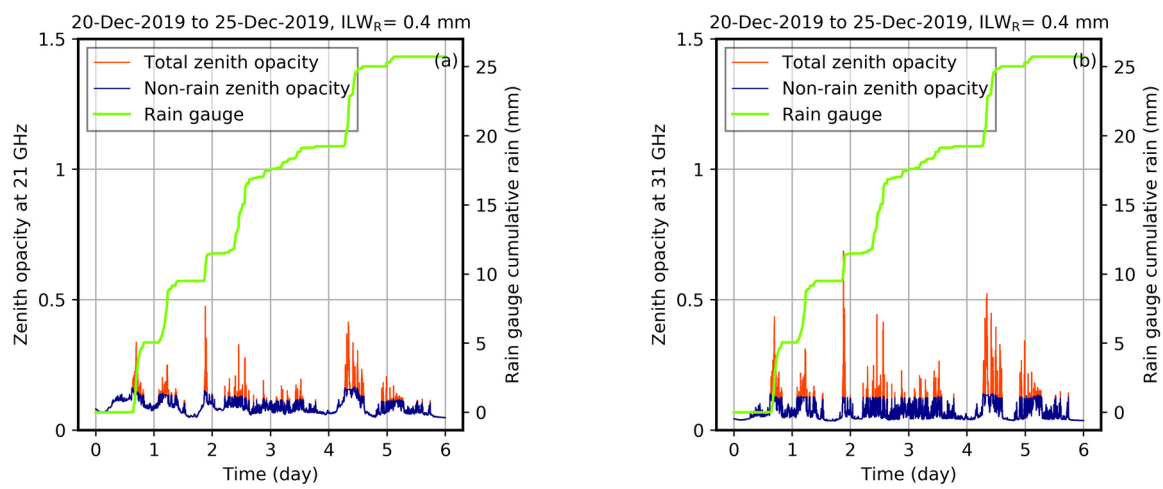 20-Dec-2019 to 25-Dec-2019, ILW_R= 0.4 mm
(a)
Total zenith opacity
Non-rain zenith opacity
Rain gauge
Zenith opacity at 21 GHz
1.5
1
0.5
0
Rain gauge cumulative rain (mm)
25
20
15
10
5
0
0 1 2 3 4 5 6
Time (day)
20-Dec-2019 to 25-Dec-2019, ILW_R= 0.4 mm
(b)
Total zenith opacity
Non-rain zenith opacity
Rain gauge
Zenith opacity at 31 GHz
1.5
1
0.5
0
Rain gauge cumulative rain (mm)
25
20
15
10
5
0
0 1 2 3 4 5 6
Time (day)